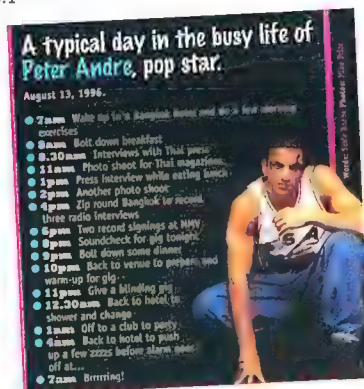 A typical day in the busy life of
Peter Andre, pop star.
August 13, 1996.
7am Wake up in a Bangkok hotel and do a few morning
exercises
8am Bolt down breakfast
8.30am Interviews with Thai press
11am Photo shoot for Thai magazines
1pm Press interview while eating lunch
2pm Another photo shoot
4pm Zip round Bangkok to record
three radio interviews
6pm Two record signings at HMV
8pm Soundcheck for gig tonight
9pm Bolt down some dinner
10pm Back to venue to prepare and
warm-up for gig
11pm Give a blinding gig
12.30am Back to hotel to
shower and change
1am Off to a club to party
4am Back to hotel to push
up a few zzzzs before alarm goes
off at....
7am Brrrring!
Words: Photos: Mike Prior